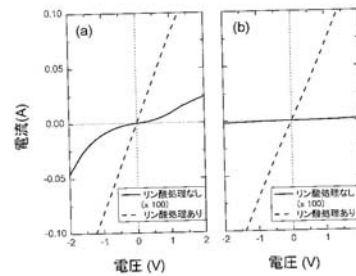 (a)
(b)
0.10
0.05
0.00
-0.05
-0.10
電流(A)
リン酸処理なし
(x 100)
リン酸処理あり
リン酸処理なし
(x 100)
リン酸処理あり
-2 -1 0 1 2
-1 0 1 2
電圧 (V)
電圧 (V)